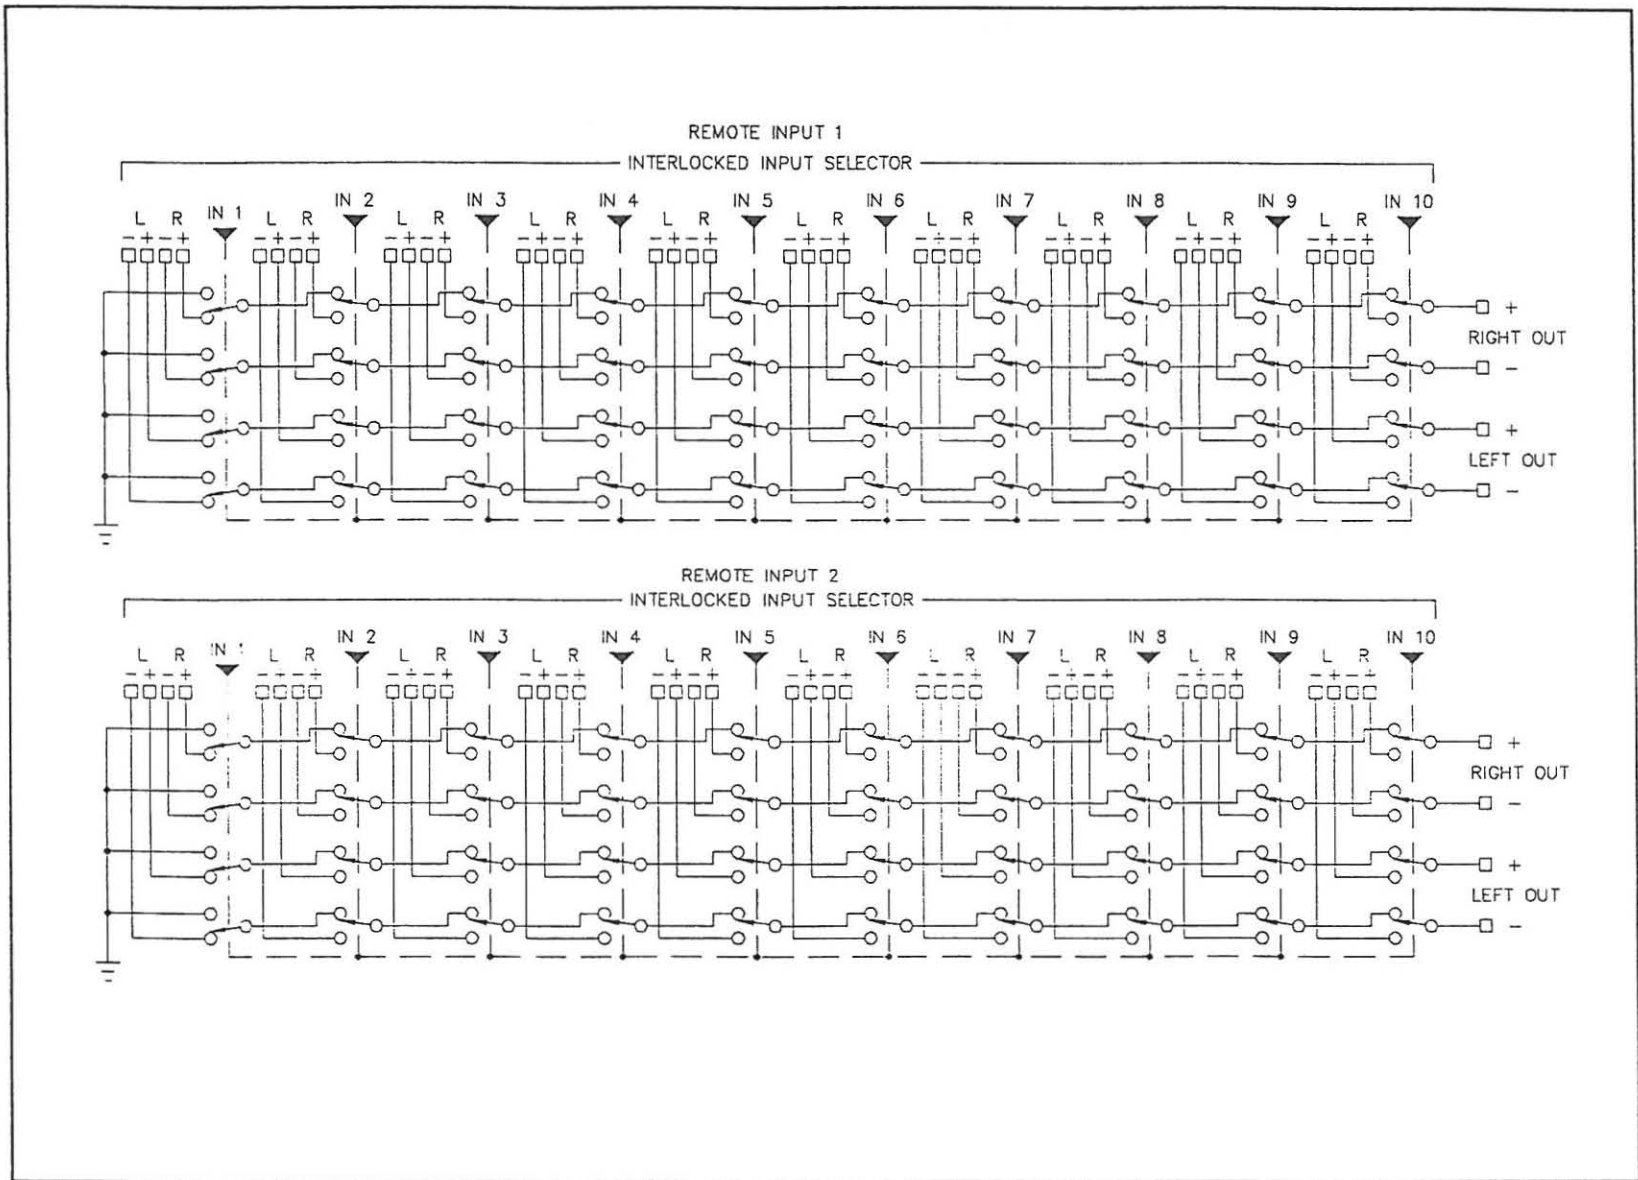 REMOTE INPUT 1
INTERLOCKED INPUT SELECTOR
L R IN 1 L R IN 2 L R IN 3 L R IN 4 L R IN 5 L R IN 6 L R IN 7 L R IN 8 L R IN 9 L R IN 10
- + - + - + - + - + - + - + - + - + - + - + - + - + - + - + - + - + - + - + - +
+
RIGHT OUT
-
+
LEFT OUT
-
REMOTE INPUT 2
INTERLOCKED INPUT SELECTOR
L R IN L R IN 2 L R IN 3 L R IN 4 L R IN 5 L R IN 6 L R IN 7 L R IN 8 L R IN 9 L R IN 10
- + - + - + - + - + - + - + - + - + - + - + - + - + - + - + - + - + - + - + - +
+
RIGHT OUT
-
+
LEFT OUT
-